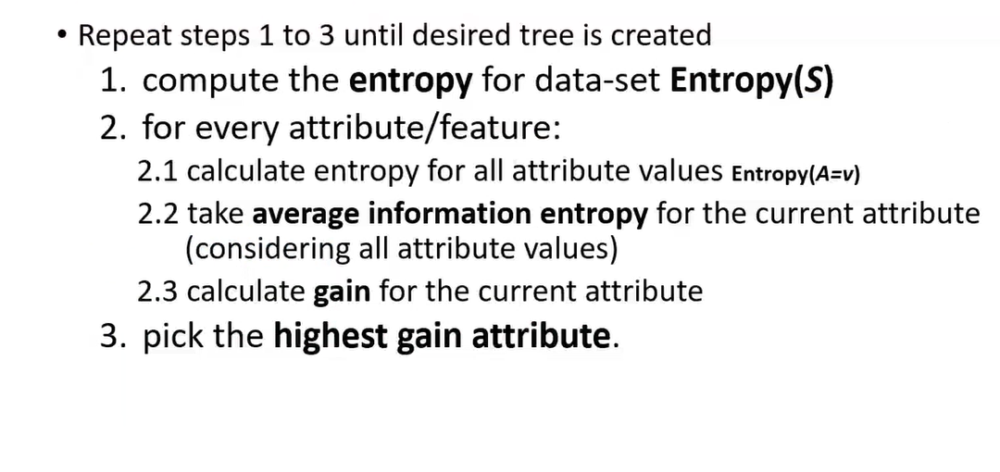 • Repeat steps 1 to 3 until desired tree is created
1. compute the entropy for data-set Entropy(S)
2. for every attribute/feature:
2.1 calculate entropy for all attribute values Entropy(A=v)
2.2 take average information entropy for the current attribute
(considering all attribute values)
2.3 calculate gain for the current attribute
3. pick the highest gain attribute.